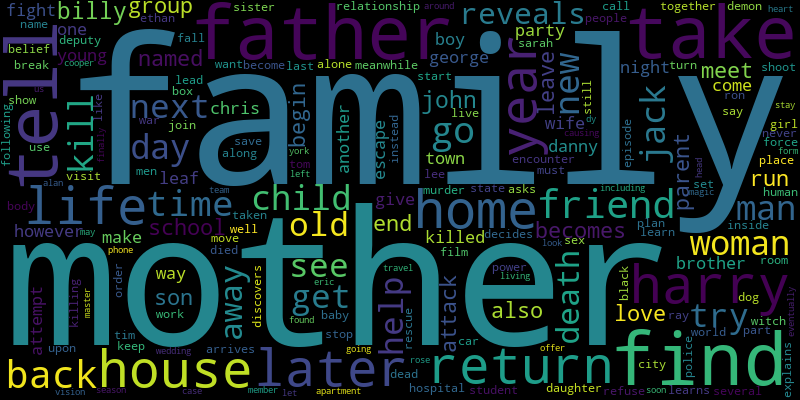 fight
sister
relationship
call
together
demon
heart
name
billy
group
reveals
around
deputy
one
ethan
father
people
take
young
fall
boy
party
sarah
belief
break
named
want
become
last
alone
meanwhile
george
night
turn
shoot
cooper
lead
start
year
leave
new
meet
ron
box
come
say
tell
us
show
like
chris
begin
john
still
girl
following
kill
next
war
join
live
wife
dy
jack
never
stay
use
finally
family
go
danny
causing
force
form
day
save
another
escape
instead
episode
place
along
town
encounter
parent
head
men
york
lee
must
set
run
visit
leaf
tom
left
murder
state
asks
magic
human
alan
team
child
give
including
body
lifetime
home
friend
man
taken
plan
inside
however
may
school
well
old
end
killed
becomes
learn
woman
make
move
decides
phone
died
film
look
sex
brother
room
way
see
travel
power
death
black
order
away
discovers
eric
living
dog
attempt
killing
master
son
get
baby
help
attack
harry
work
found
rescue
also
love
ray
try
witch
mother
car
world
part
eventually
tim
stop
rose
police
keep
upon
wedding
arrives
going
offer
find
city
explains
back
house
later
dead
return
vision
season
case
member
let
apartment
hospital
student
daughter
refuse
soon
learns
several